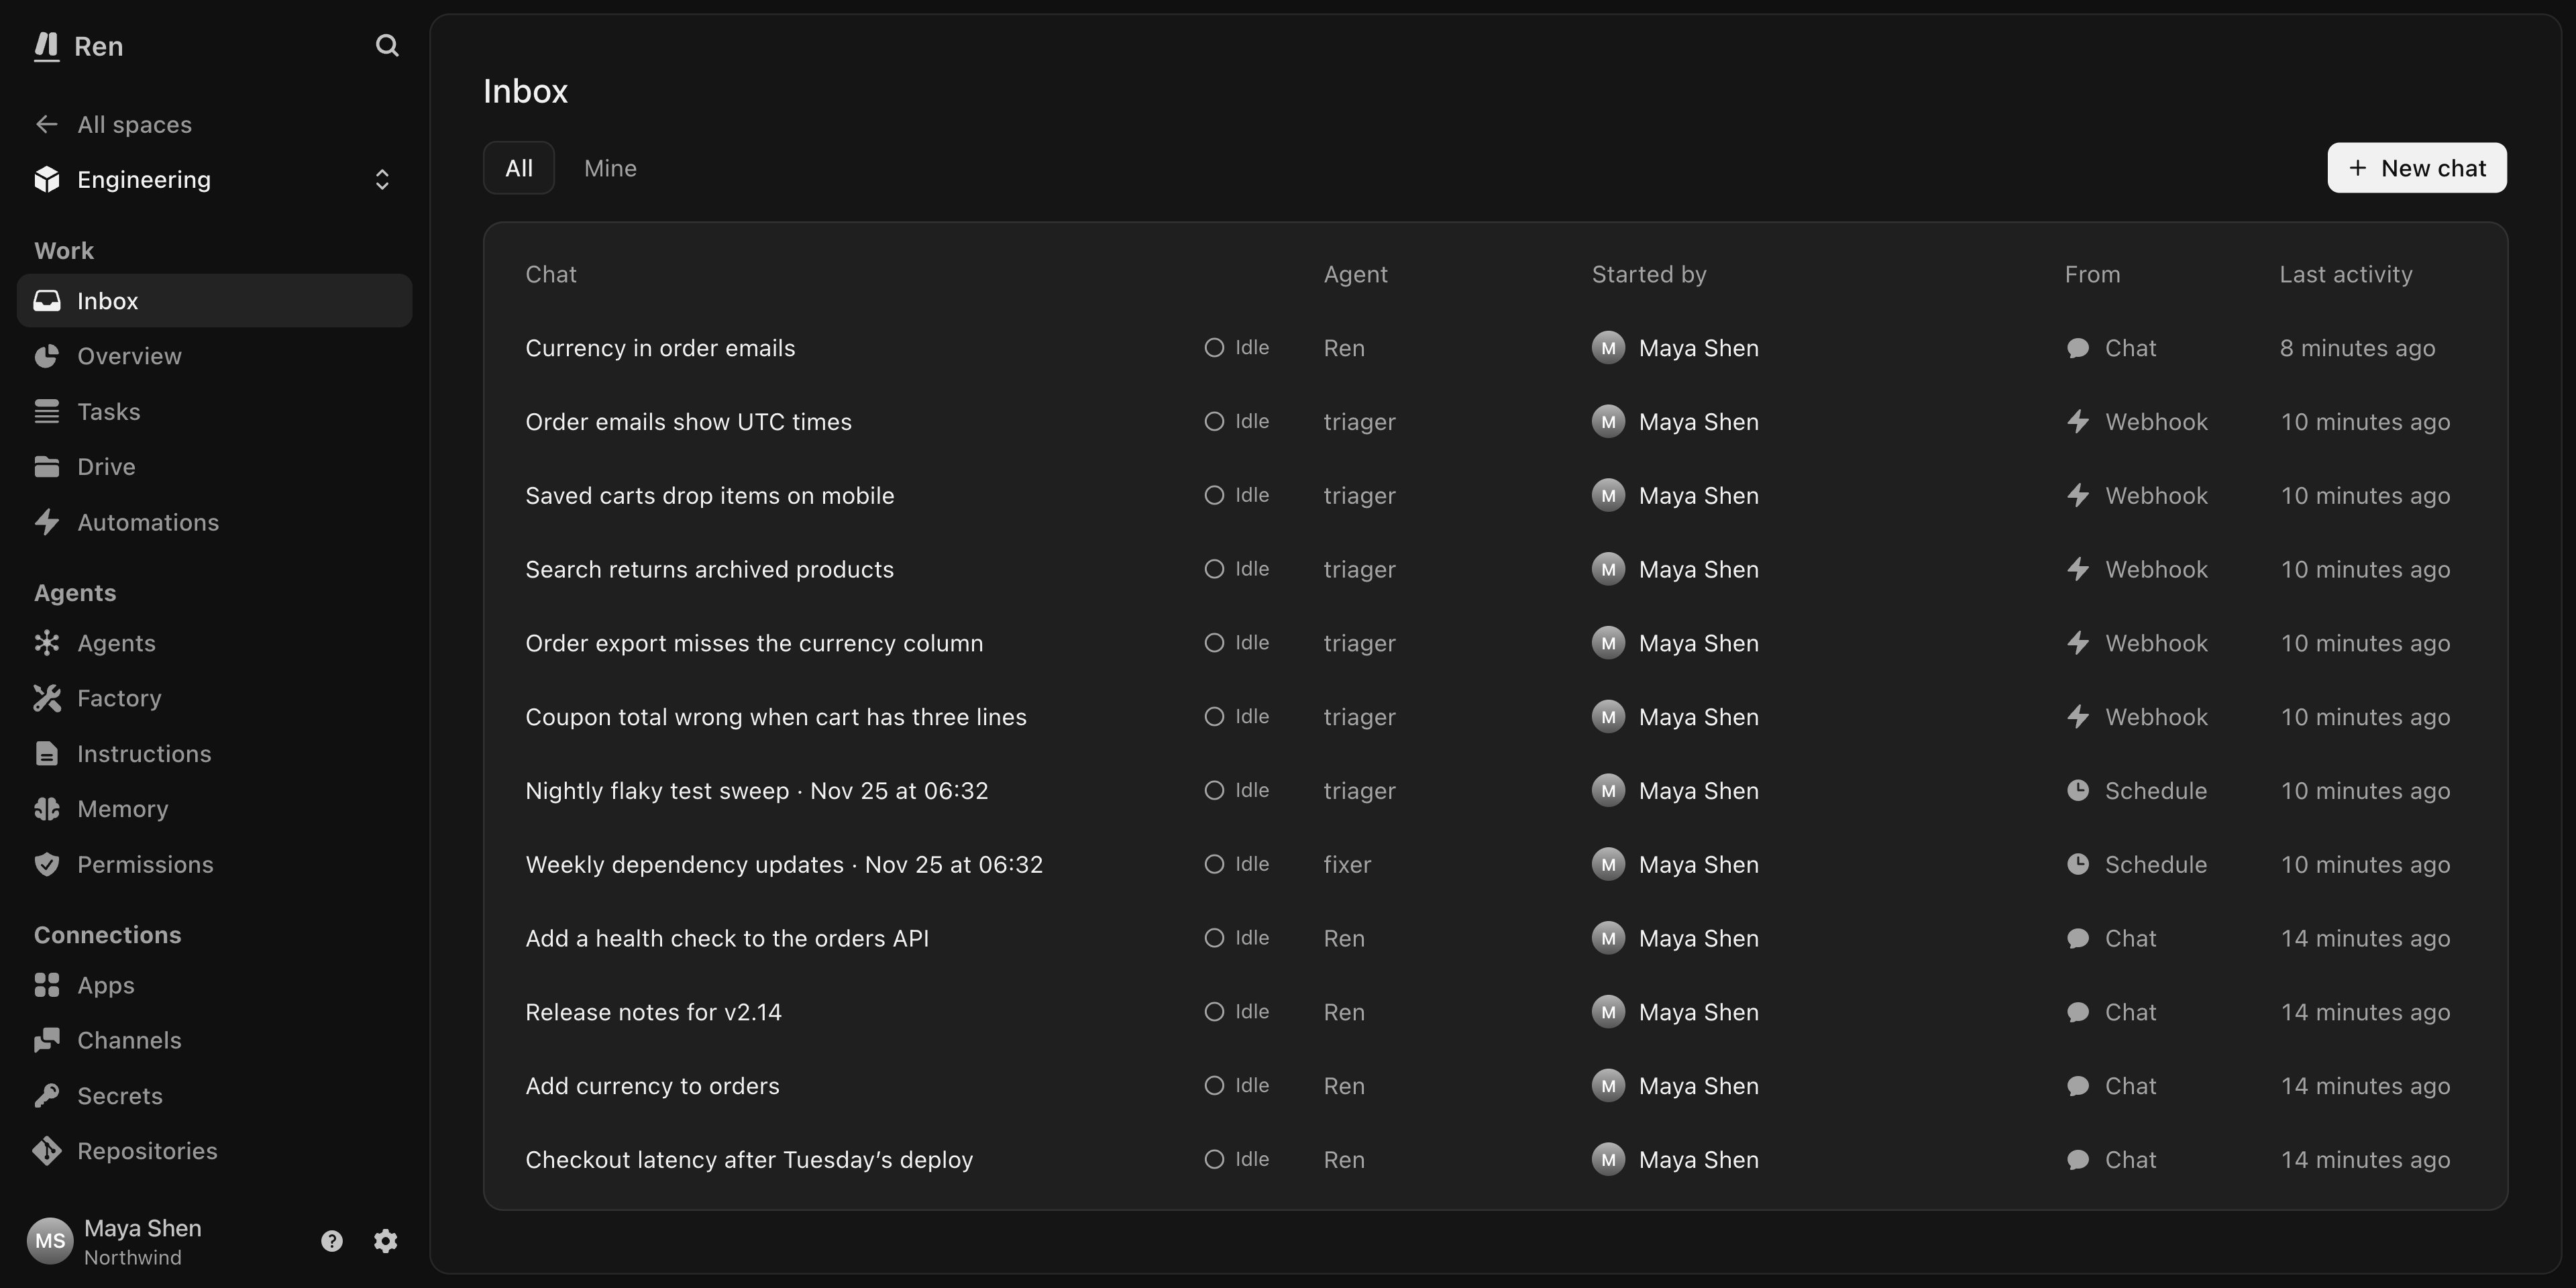 Ren
All spaces
Engineering
Work
Inbox
Overview
Tasks
Drive
Automations
Agents
Agents
Factory
Instructions
Memory
Permissions
Connections
Apps
Channels
Secrets
Repositories
MS
Maya Shen
Northwind
?
Inbox
All Mine
+ New chat
Chat Agent Started by From Last activity
Currency in order emails Idle Ren M Maya Shen Chat 8 minutes ago
Order emails show UTC times Idle triager M Maya Shen Webhook 10 minutes ago
Saved carts drop items on mobile Idle triager M Maya Shen Webhook 10 minutes ago
Search returns archived products Idle triager M Maya Shen Webhook 10 minutes ago
Order export misses the currency column Idle triager M Maya Shen Webhook 10 minutes ago
Coupon total wrong when cart has three lines Idle triager M Maya Shen Webhook 10 minutes ago
Nightly flaky test sweep · Nov 25 at 06:32 Idle triager M Maya Shen Schedule 10 minutes ago
Weekly dependency updates · Nov 25 at 06:32 Idle fixer M Maya Shen Schedule 10 minutes ago
Add a health check to the orders API Idle Ren M Maya Shen Chat 14 minutes ago
Release notes for v2.14 Idle Ren M Maya Shen Chat 14 minutes ago
Add currency to orders Idle Ren M Maya Shen Chat 14 minutes ago
Checkout latency after Tuesday’s deploy Idle Ren M Maya Shen Chat 14 minutes ago